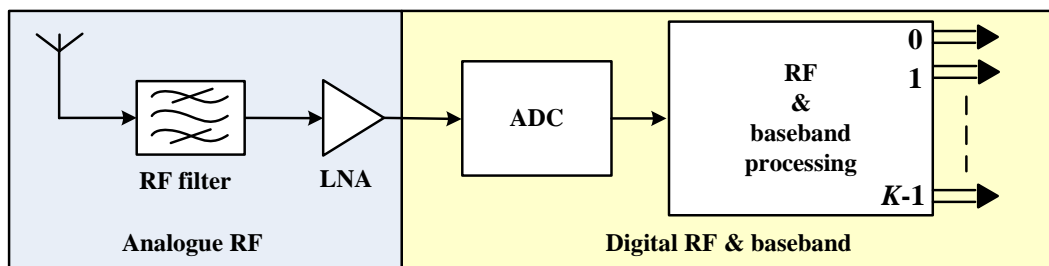 RF filter
LNA
Analogue RF
ADC
RF
&
baseband
processing
0
1
K-1
Digital RF & baseband